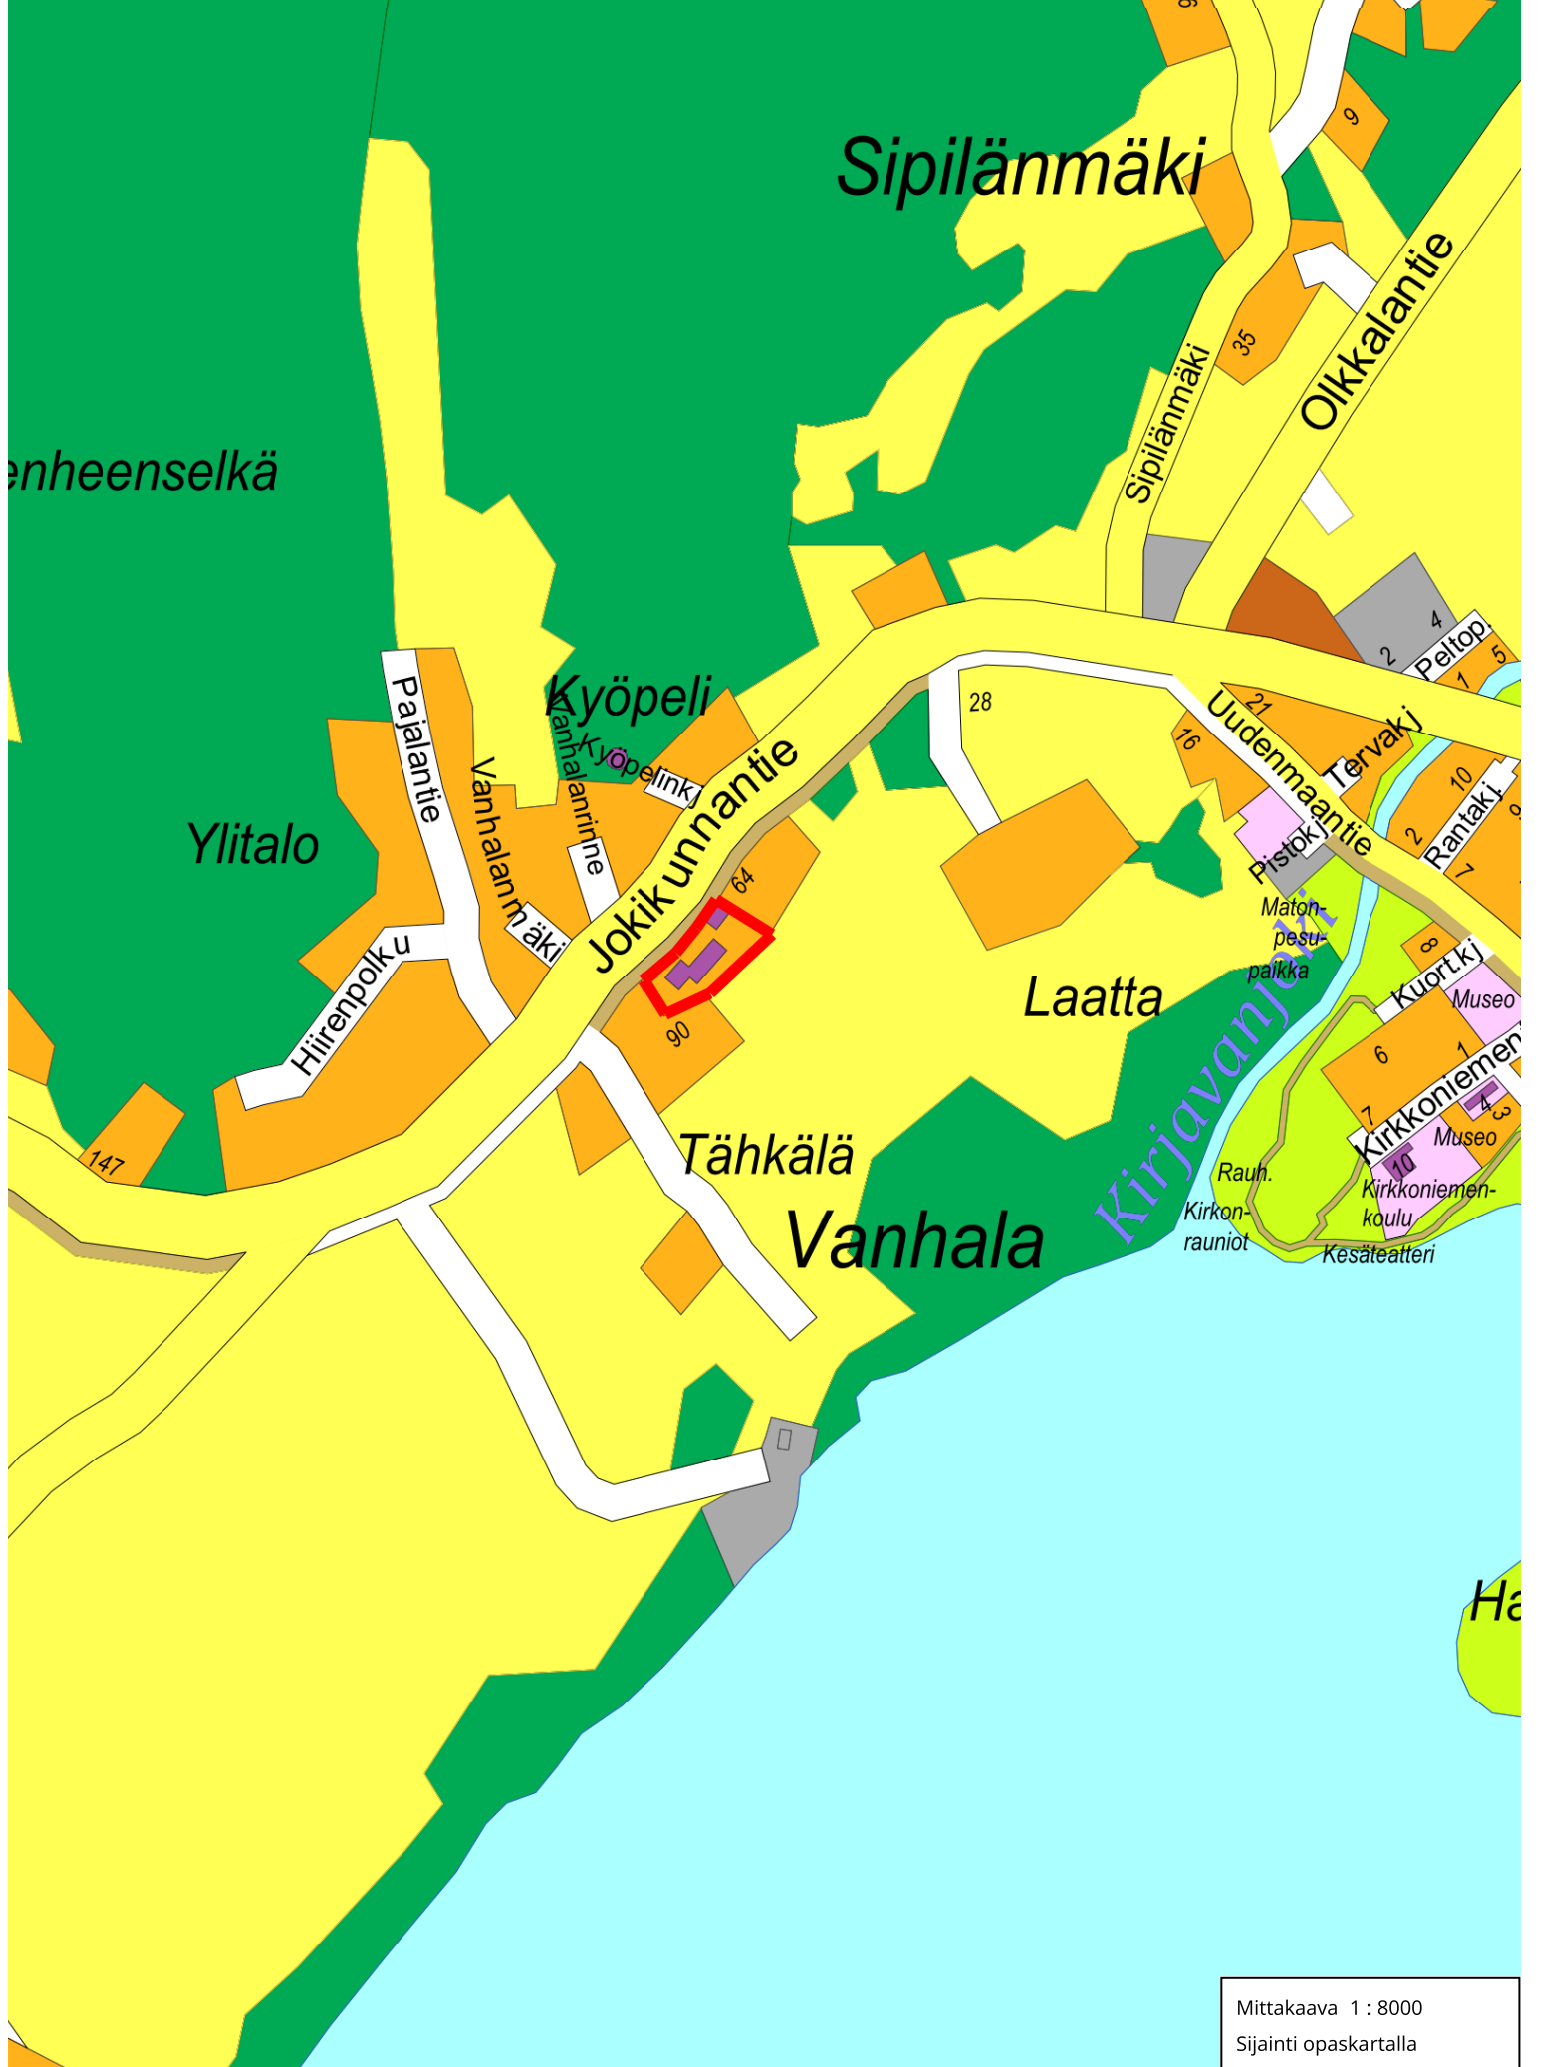 9
Sipilänmäki
Olkkalantie
35
Sipilänmäki
enheenselkä
4
2
Peltop.
5
1
Kyöpeli
28
21
Uudenmaantie
Tervakj
16
Pajalantie
Vanhalanrinne
Kyöpelinkj
Jokikunnantie
Vanhalanmäki
10
Rantakj.
9
2
7
Ylitalo
64
Pistokj
Maton-
pesu-
paikka
Hiirenpolku
8
Kuort.kj
Museo
Laatta
Kirjavanjoki
90
6
1
7
Kirkkoniemen
4
3
Museo
10
147
Tähkälä
Rauh.
Kirkkoniemen-
koulu
Kirkon-
rauniot
Kesäteatteri
Vanhala
Ha
Mittakaava 1 : 8000
Sijainti opaskartalla